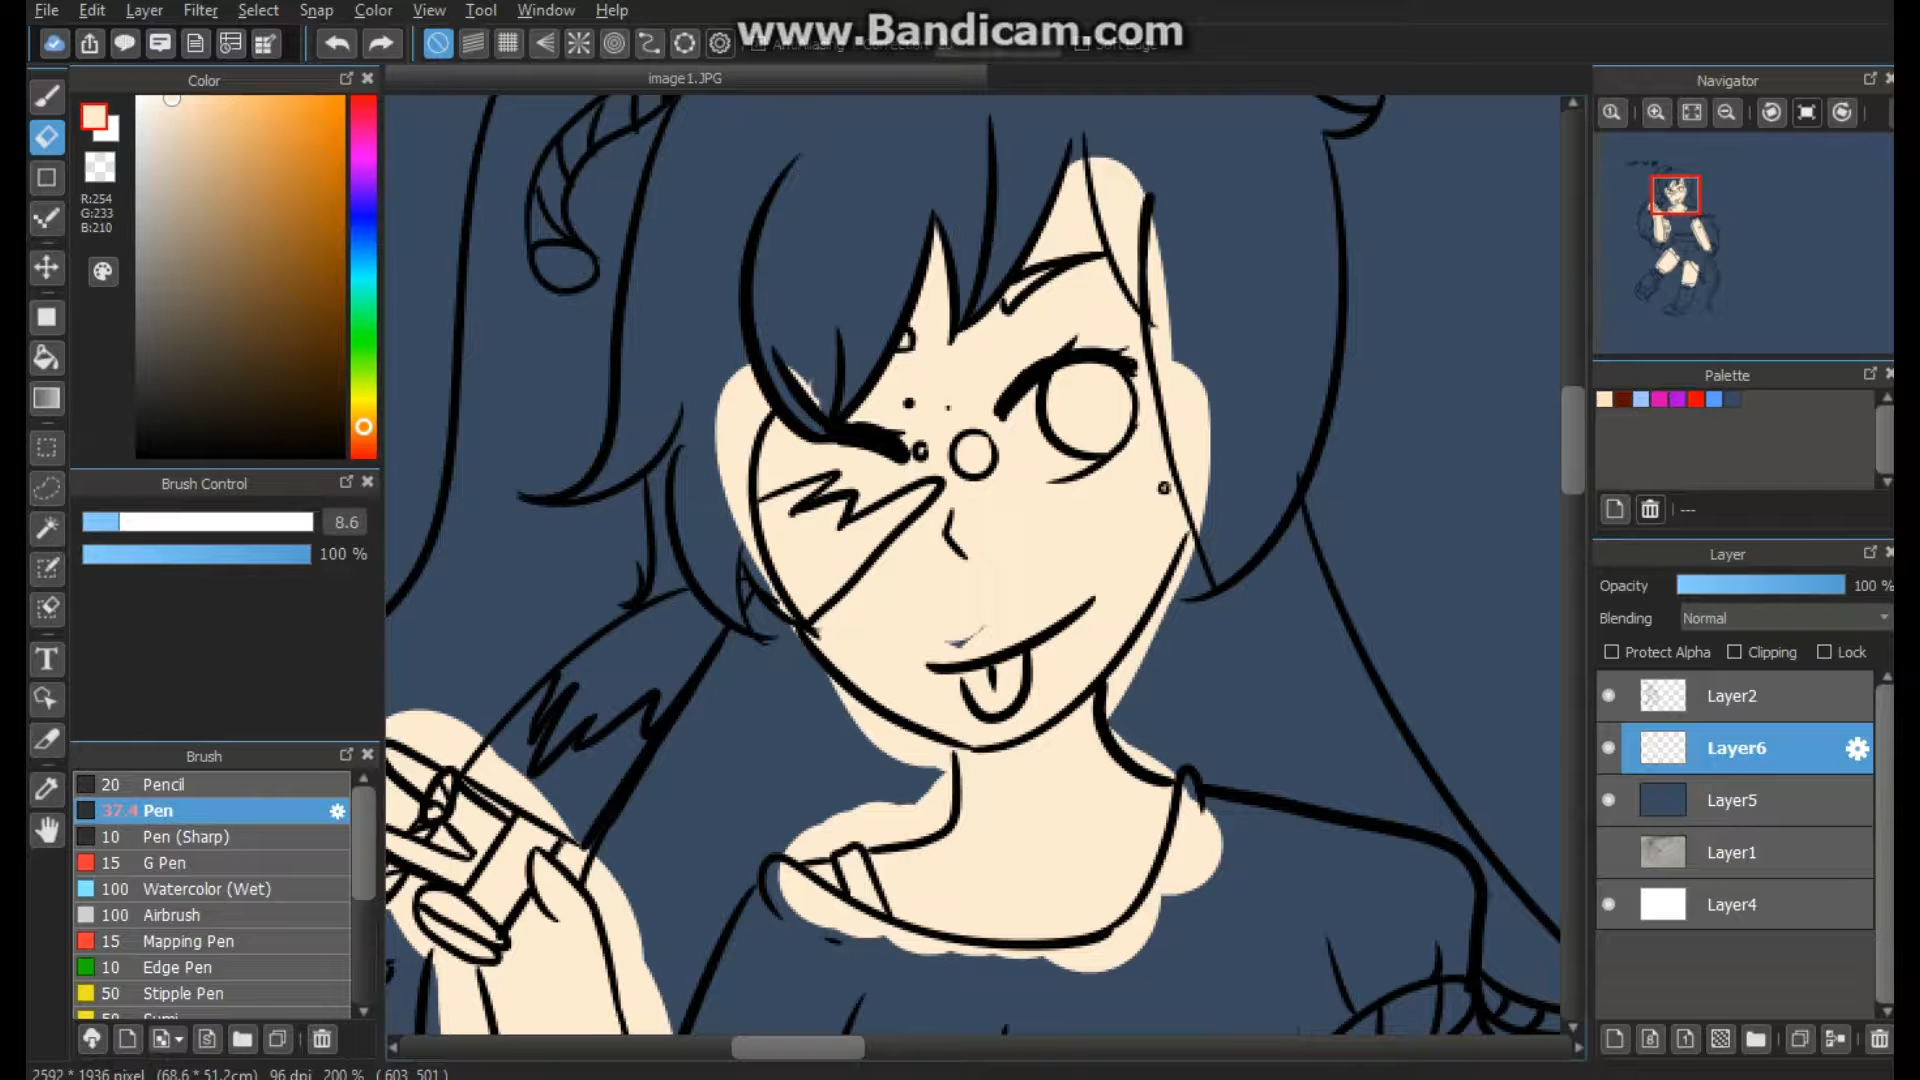 File Edit Layer Filter Select Snap Color View Tool Window Help
www.Bandicam.com
Color
image1.JPG
Navigator
R:254
G:233
B:210
Palette
---
Brush Control
8.6
100 %
Layer
Opacity 100 %
Blending Normal
Protect Alpha Clipping Lock
Layer2
Layer6
Layer5
Layer1
Layer4
Brush
20 Pencil
37.4 Pen
10 Pen (Sharp)
15 G Pen
100 Watercolor (Wet)
100 Airbrush
15 Mapping Pen
10 Edge Pen
50 Stipple Pen
50 Sumi
2592 * 1936 pixel (68.6 * 51.2cm) 96 dpi 200 % ( 603, 501 )